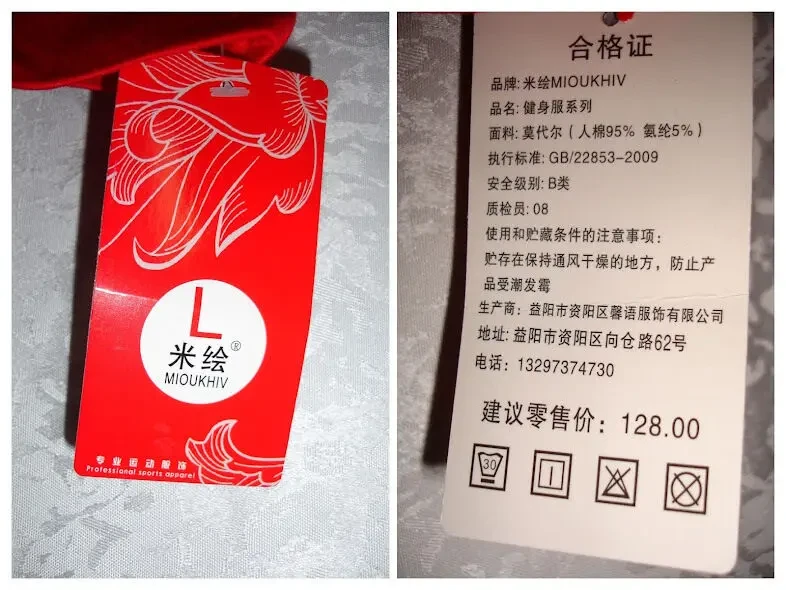 L
米绘®
MIOUKHIV
专业运动服饰
Professional sports apparel
合格证
品牌: 米绘MIOUKHIV
品名: 健身服系列
面料: 莫代尔（人棉95% 氨纶5%）
执行标准: GB/22853-2009
安全级别: B类
质检员: 08
使用和贮藏条件的注意事项:
贮存在保持通风干燥的地方，防止产
品受潮发霉
生产商: 益阳市资阳区馨语服饰有限公司
地址: 益阳市资阳区向仓路62号
电话: 13297374730
建议零售价: 128.00
30